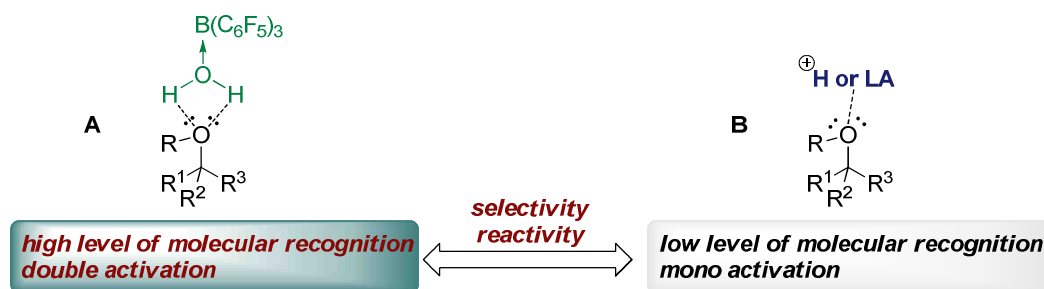 B(C₆F₅)₃
O
H H
⊕
H or LA
A
R O
R¹ R² R³
B
R O
R¹ R² R³
selectivity
reactivity
high level of molecular recognition
double activation
low level of molecular recognition
mono activation